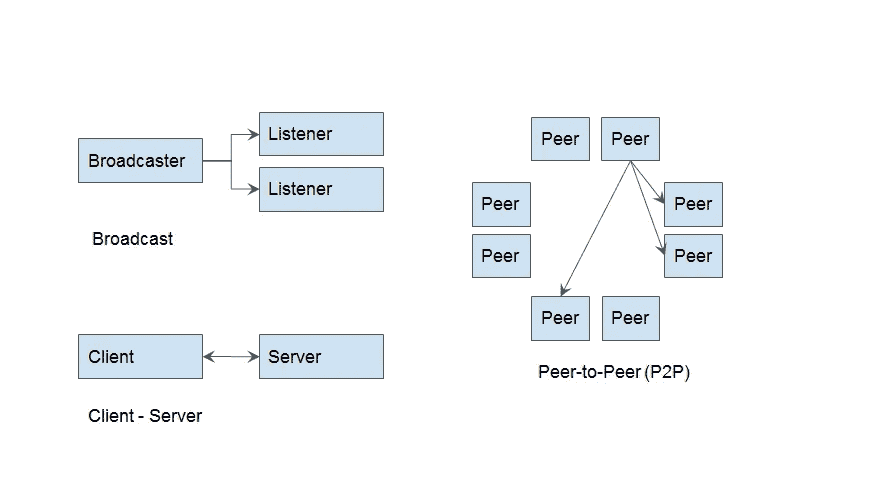 Broadcaster
Listener
Listener
Broadcast
Client
Server
Client - Server
Peer
Peer
Peer
Peer
Peer
Peer
Peer
Peer
Peer-to-Peer (P2P)